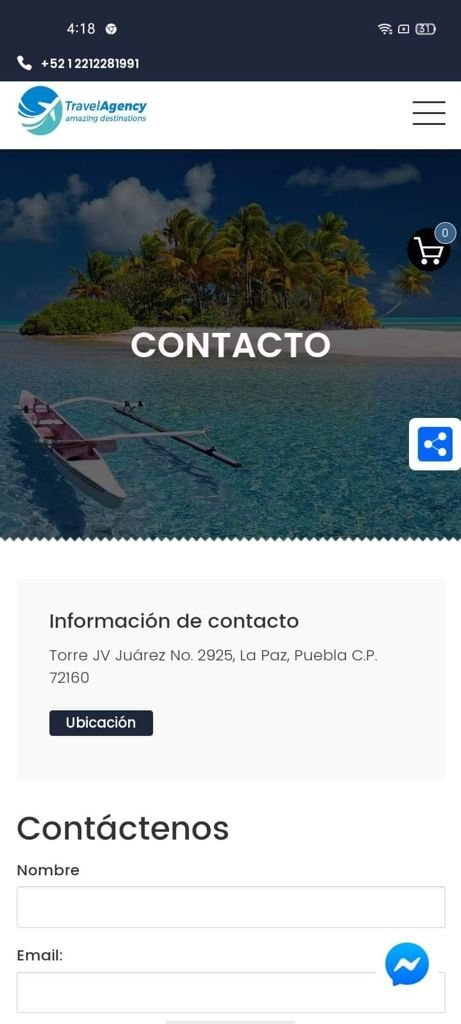 4:18
31
+52 1 2212281991
TravelAgency
amazing destinations
0
CONTACTO
Información de contacto
Torre JV Juárez No. 2925, La Paz, Puebla C.P.
72160
Ubicación
Contáctenos
Nombre
Email: